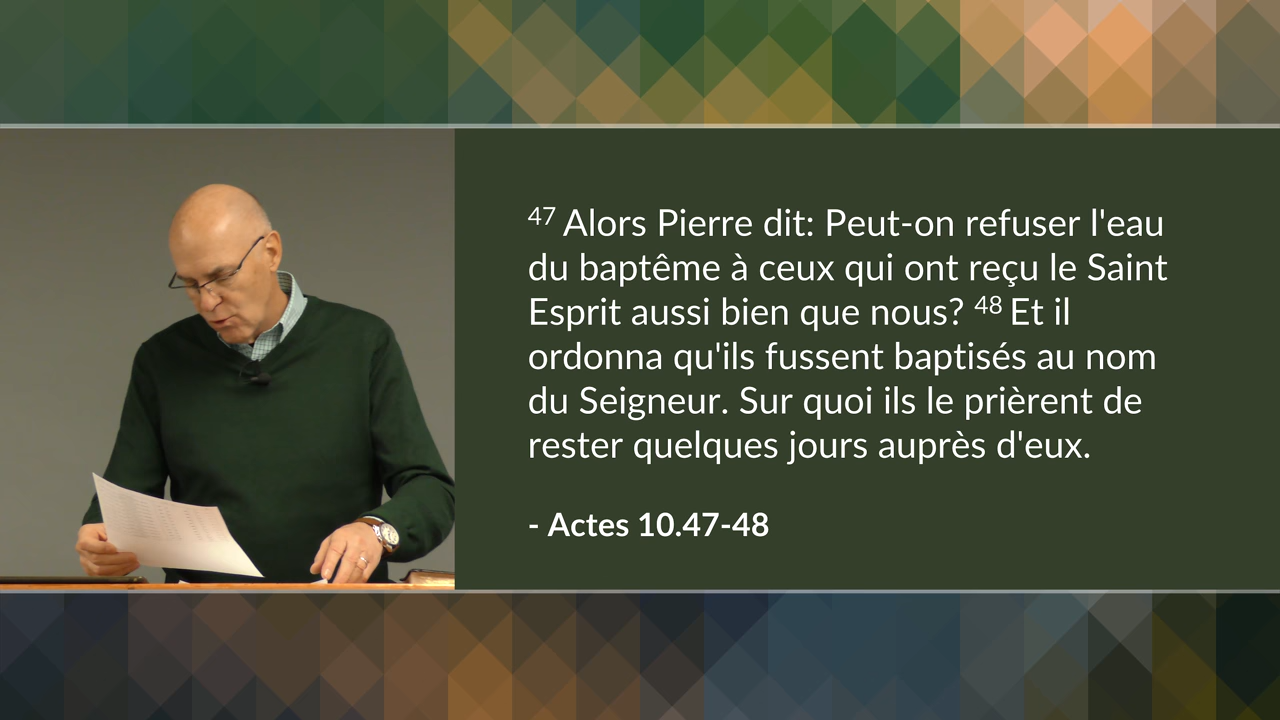 47 Alors Pierre dit: Peut-on refuser l'eau
du baptême à ceux qui ont reçu le Saint
Esprit aussi bien que nous? 48 Et il
ordonna qu'ils fussent baptisés au nom
du Seigneur. Sur quoi ils le prièrent de
rester quelques jours auprès d'eux.
- Actes 10.47-48